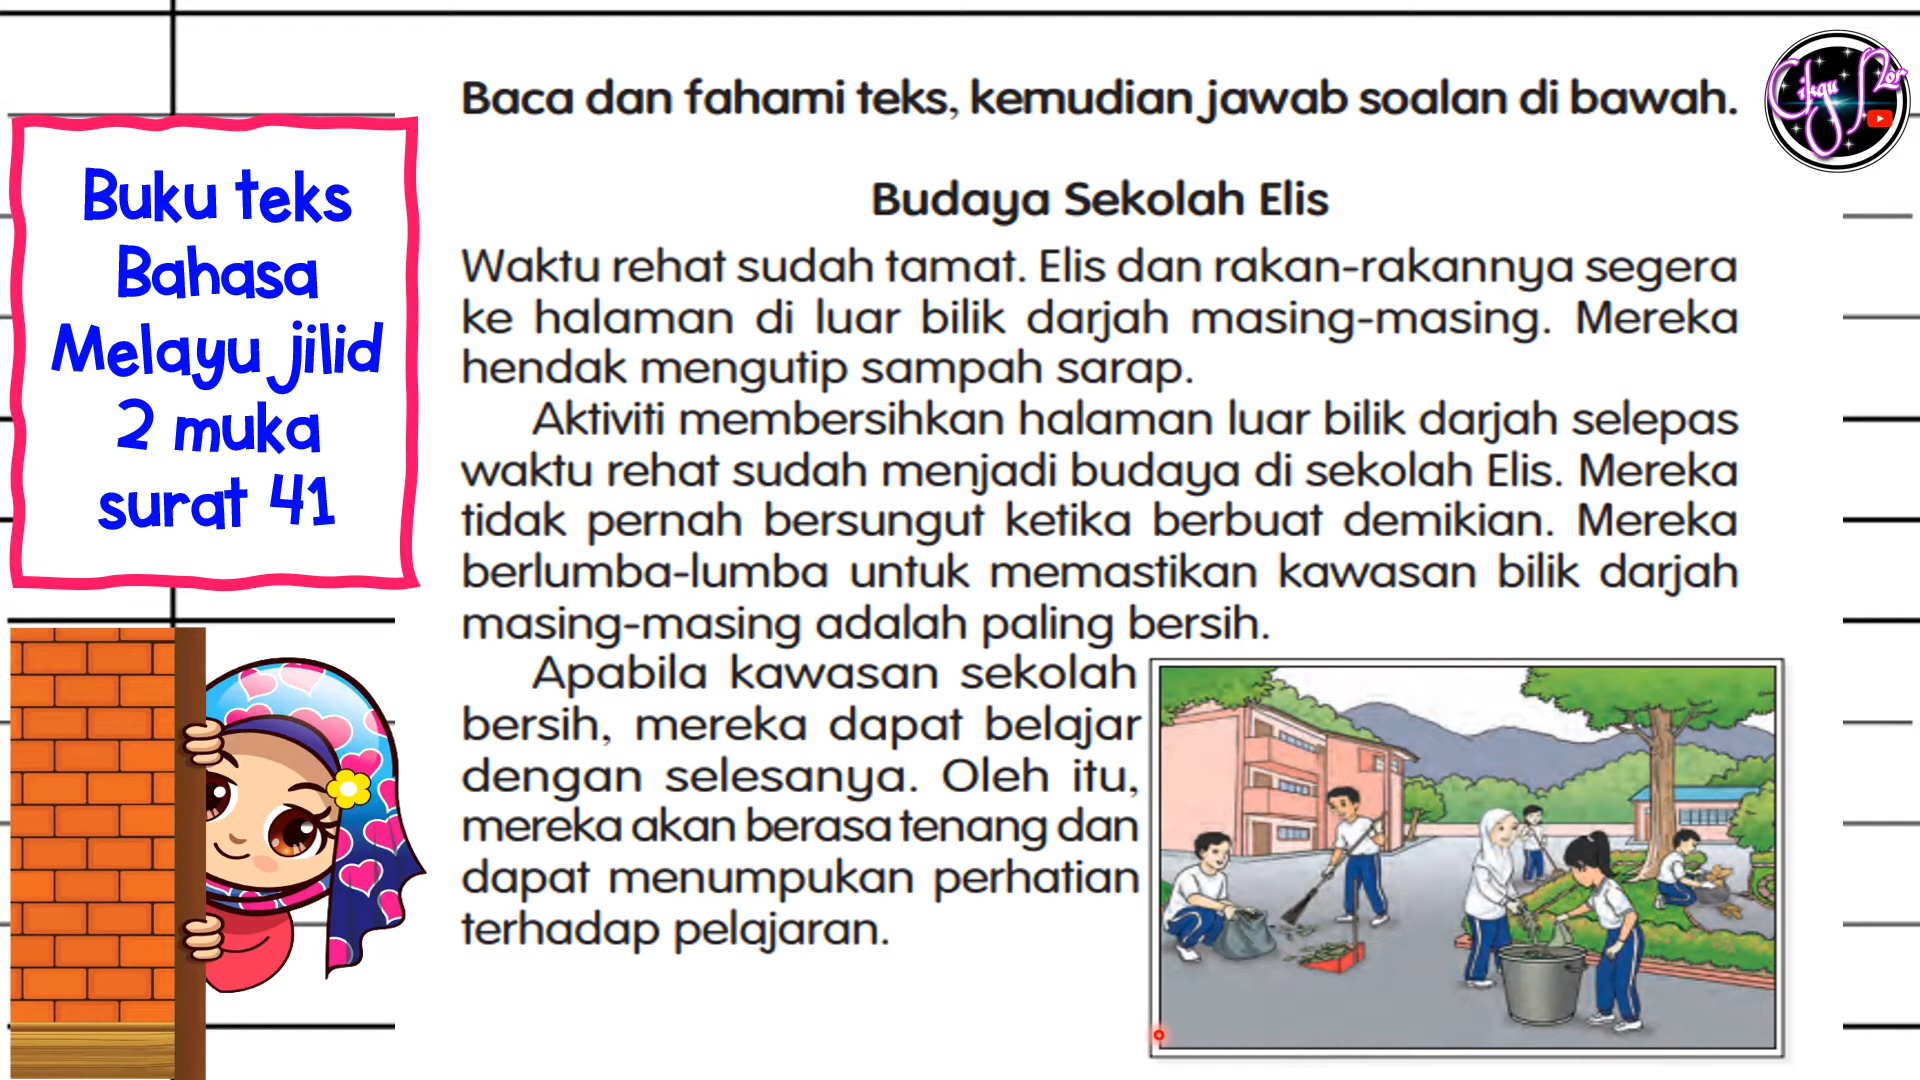 Baca dan fahami teks, kemudian jawab soalan di bawah.
Cikgu Nor
Buku teks
Bahasa
Melayu jilid
2 muka
surat 41
Budaya Sekolah Elis
Waktu rehat sudah tamat. Elis dan rakan-rakannya segera
ke halaman di luar bilik darjah masing-masing. Mereka
hendak mengutip sampah sarap.
Aktiviti membersihkan halaman luar bilik darjah selepas
waktu rehat sudah menjadi budaya di sekolah Elis. Mereka
tidak pernah bersungut ketika berbuat demikian. Mereka
berlumba-lumba untuk memastikan kawasan bilik darjah
masing-masing adalah paling bersih.
Apabila kawasan sekolah
bersih, mereka dapat belajar
dengan selesanya. Oleh itu,
mereka akan berasa tenang dan
dapat menumpukan perhatian
terhadap pelajaran.